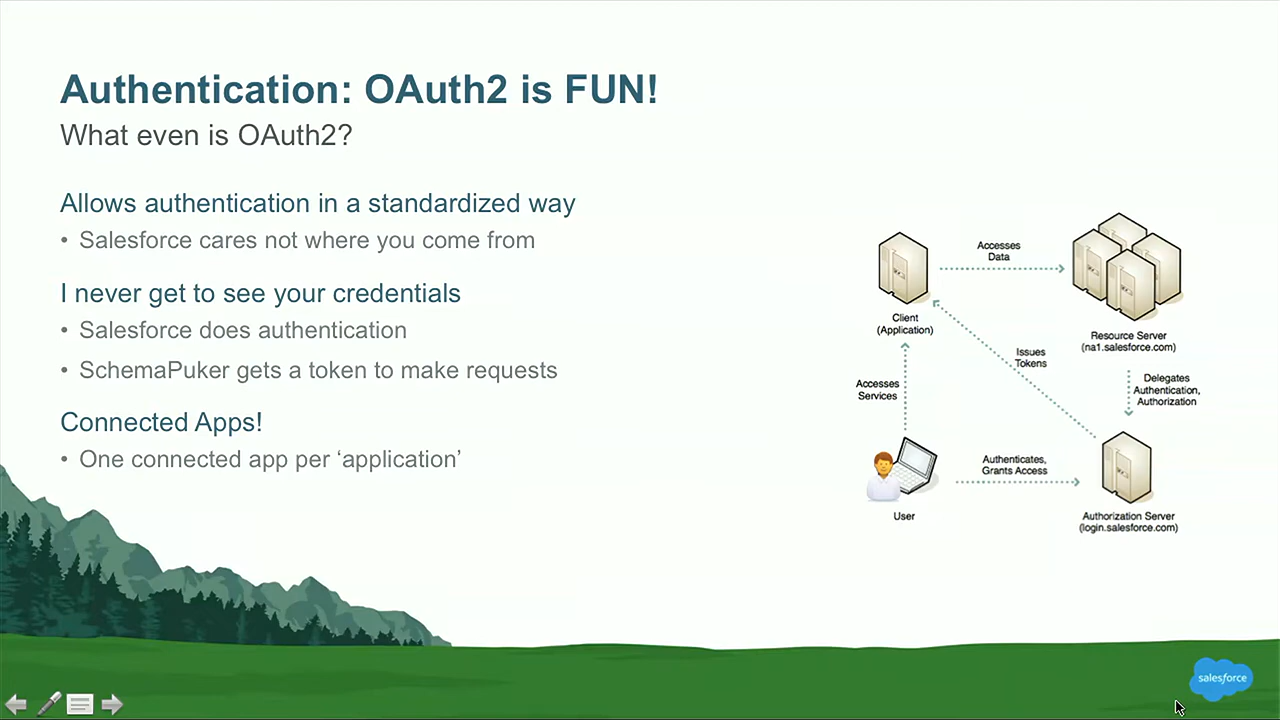 Authentication: OAuth2 is FUN!
What even is OAuth2?
Allows authentication in a standardized way
• Salesforce cares not where you come from
I never get to see your credentials
• Salesforce does authentication
• SchemaPuker gets a token to make requests
Connected Apps!
• One connected app per ‘application’
Accesses
Data
Client
(Application)
Resource Server
(na1.salesforce.com)
Issues
Tokens
Delegates
Authentication,
Authorization
Accesses
Services
Authenticates,
Grants Access
User
Authorization Server
(login.salesforce.com)
salesforce